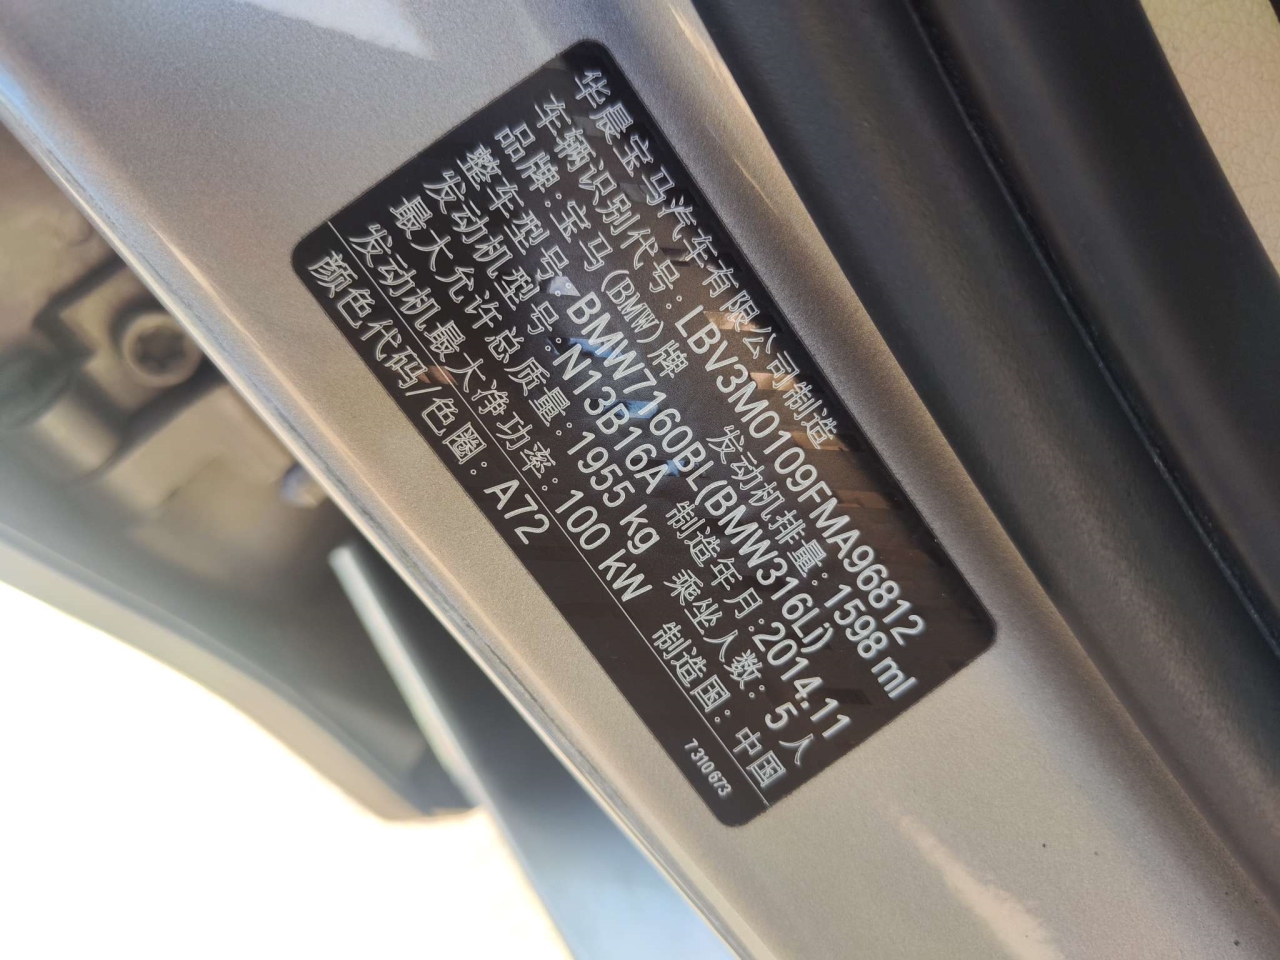 华晨宝马汽车有限公司制造
车辆识别代号：LBV3M0109FMA96812
品牌：宝马(BMW)牌 发动机排量：1598 ml
整车型号：BMW7160BL(BMW316Li)
发动机型号：N13B16A 制造年月：2014.11
最大允许总质量：1955 kg 乘坐人数：5人
发动机最大净功率：100 kW 制造国：中国
颜色代码/色圈：A72 7310673